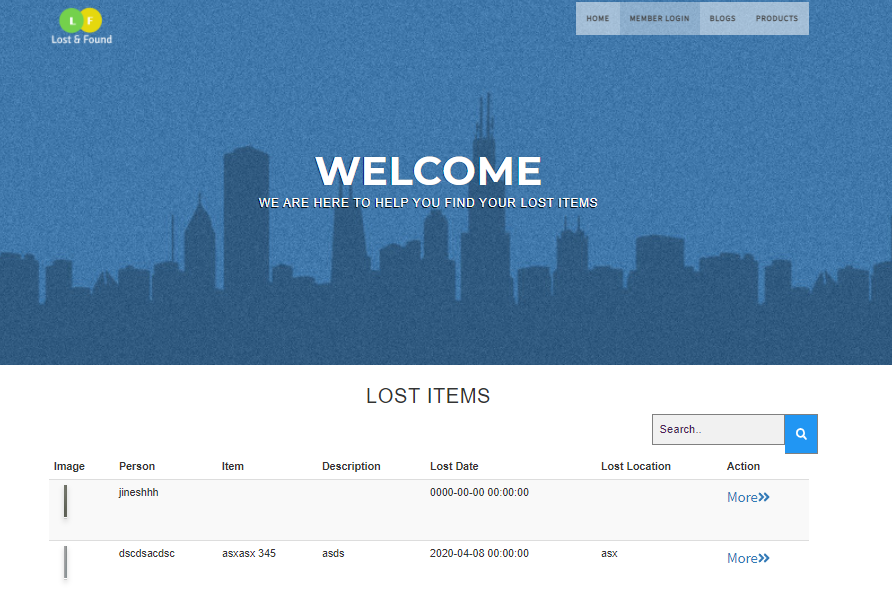 L F
Lost & Found
HOME MEMBER LOGIN BLOGS PRODUCTS
WELCOME
WE ARE HERE TO HELP YOU FIND YOUR LOST ITEMS
LOST ITEMS
Search..
Image Person Item Description Lost Date Lost Location Action
jineshhh 0000-00-00 00:00:00 More
dscdsacdsc asxasx 345 asds 2020-04-08 00:00:00 asx More